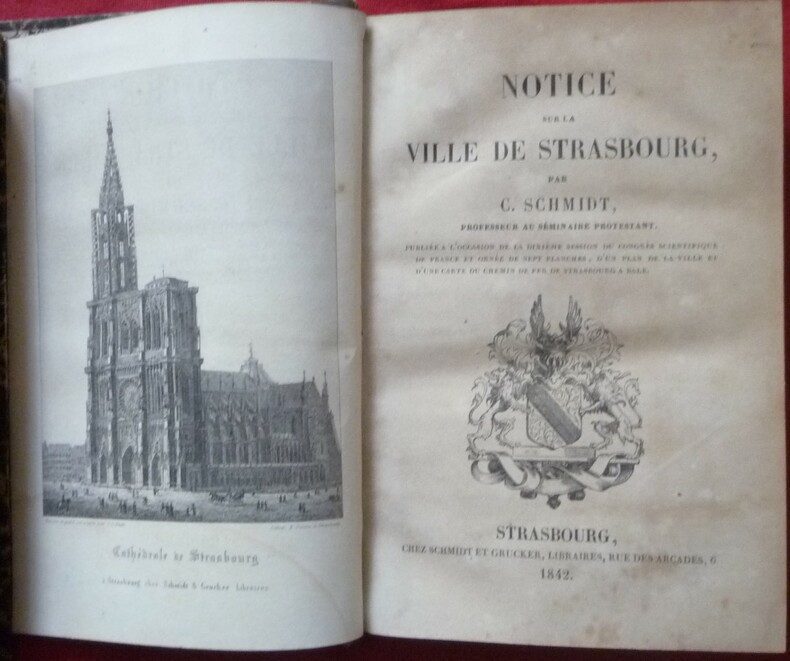 Cathédrale de Strasbourg
à Strasbourg chez Schmidt & Grucker libraires
NOTICE
SUR LA
VILLE DE STRASBOURG,
PAR
C. SCHMIDT,
PROFESSEUR AU SÉMINAIRE PROTESTANT.
PUBLIÉE A L'OCCASION DE LA DIXIÈME SESSION DU CONGRÈS SCIENTIFIQUE
DE FRANCE ET ORNÉE DE SEPT PLANCHES, D'UN PLAN DE LA VILLE ET
D'UNE CARTE DU CHEMIN DE FER DE STRASBOURG A BALE.
STRASBOURG,
CHEZ SCHMIDT ET GRUCKER, LIBRAIRES, RUE DES ARCADES, 6
1842.